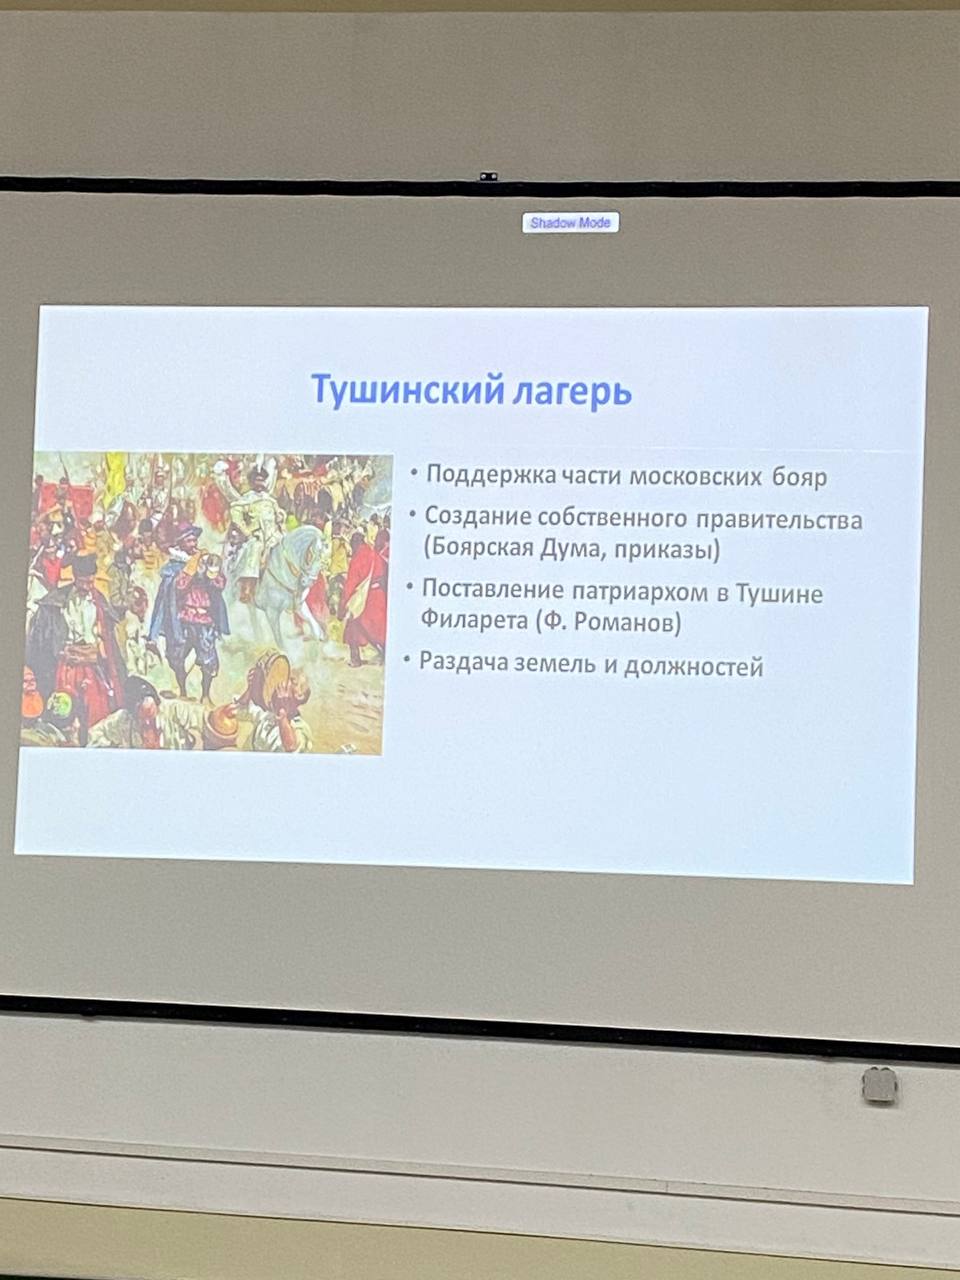 Shadow Mode
Тушинский лагерь
• Поддержка части московских бояр
• Создание собственного правительства
(Боярская Дума, приказы)
• Поставление патриархом в Тушине
Филарета (Ф. Романов)
• Раздача земель и должностей